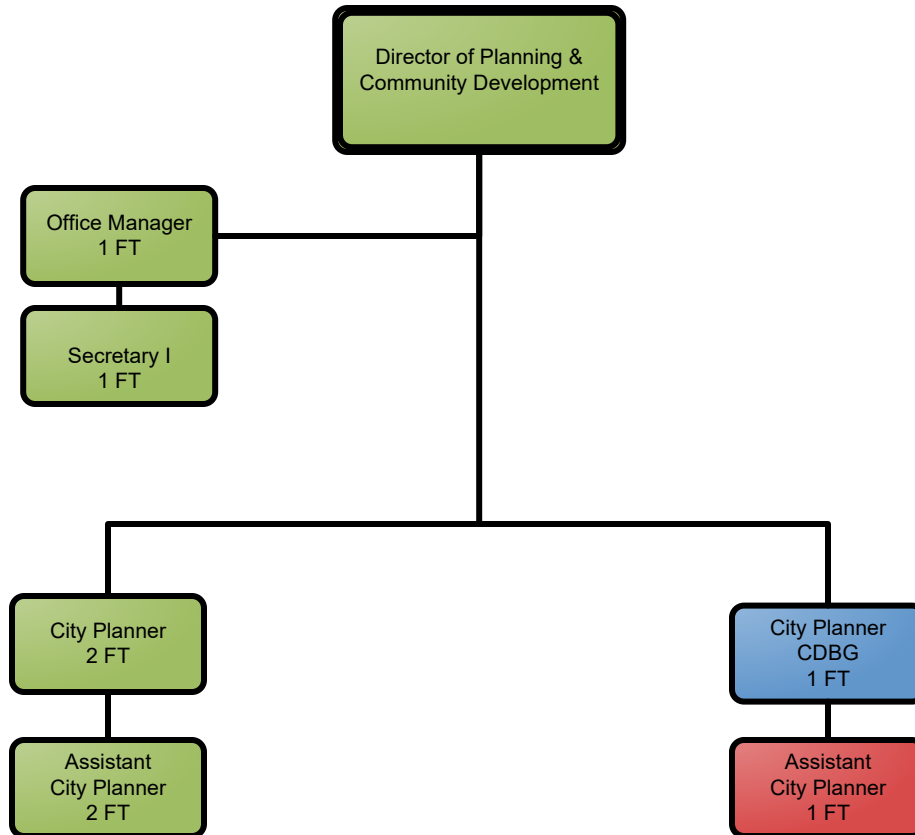 Director of Planning &
Community Development
Office Manager
1 FT
Secretary I
1 FT
City Planner
2 FT
City Planner
CDBG
1 FT
Assistant
City Planner
2 FT
Assistant
City Planner
1 FT